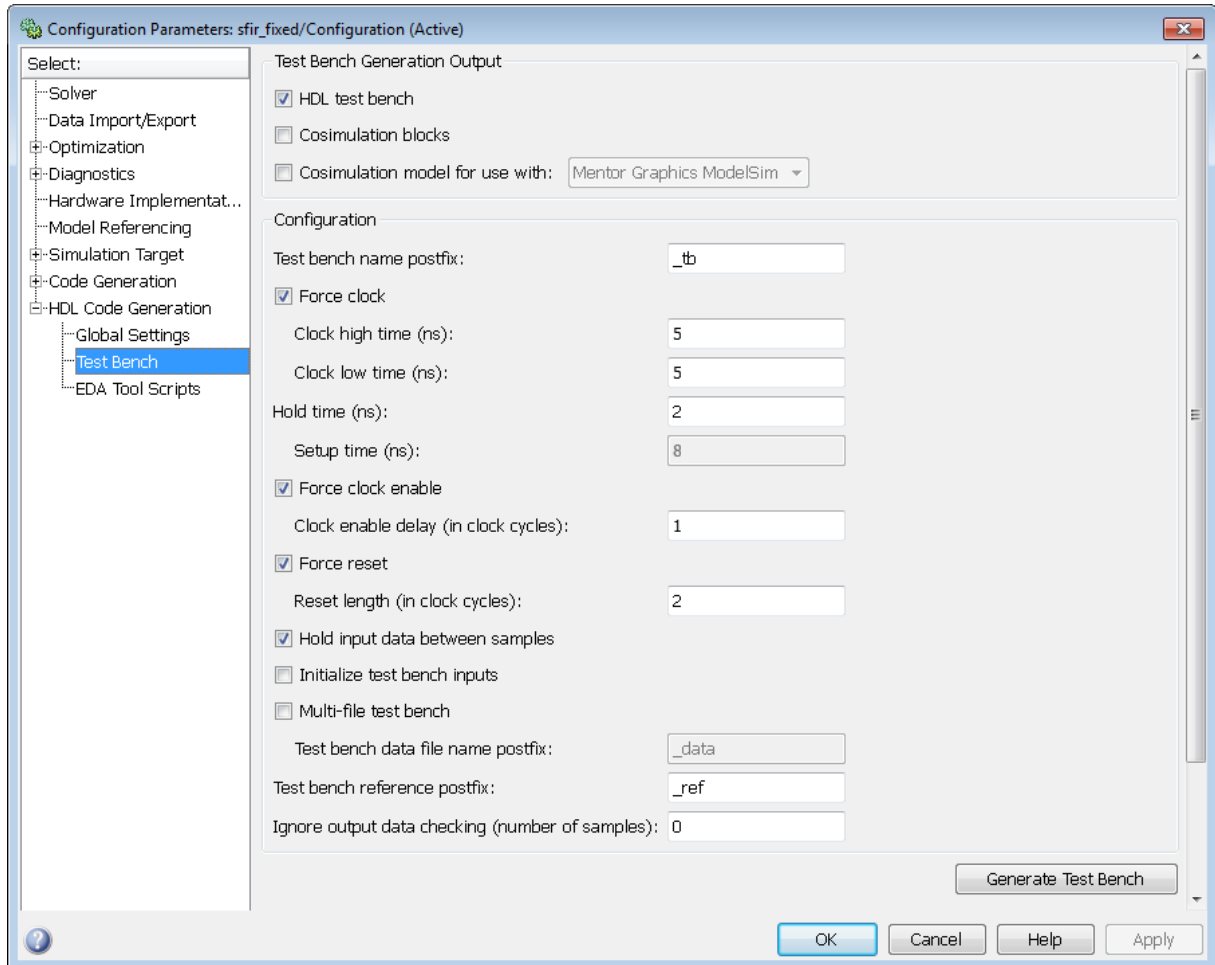 Configuration Parameters: sfir_fixed/Configuration (Active)
Select:
Solver
Data Import/Export
Optimization
Diagnostics
Hardware Implementat...
Model Referencing
Simulation Target
Code Generation
HDL Code Generation
Global Settings
Test Bench
EDA Tool Scripts
Test Bench Generation Output
HDL test bench
Cosimulation blocks
Cosimulation model for use with: Mentor Graphics ModelSim
Configuration
Test bench name postfix: _tb
Force clock
Clock high time (ns): 5
Clock low time (ns): 5
Hold time (ns): 2
Setup time (ns): 8
Force clock enable
Clock enable delay (in clock cycles): 1
Force reset
Reset length (in clock cycles): 2
Hold input data between samples
Initialize test bench inputs
Multi-file test bench
Test bench data file name postfix: _data
Test bench reference postfix: _ref
Ignore output data checking (number of samples): 0
Generate Test Bench
OK Cancel Help Apply